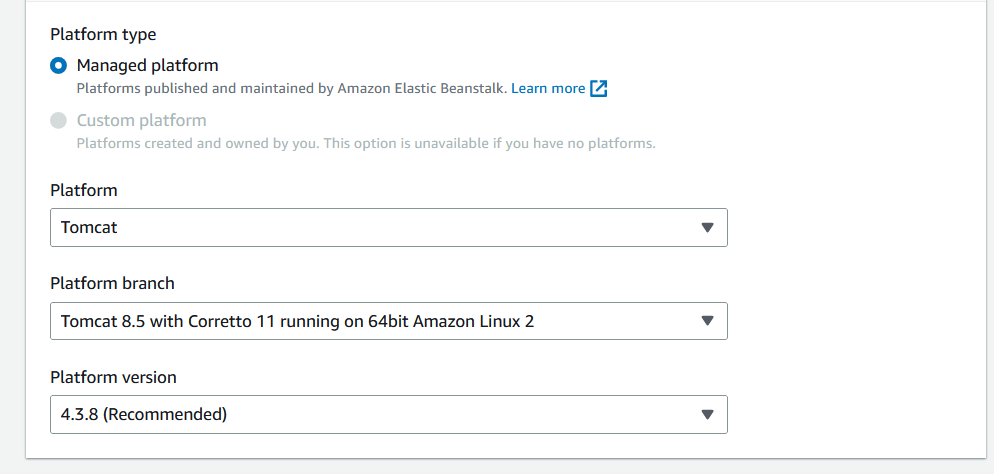 Platform type
Managed platform
Platforms published and maintained by Amazon Elastic Beanstalk. Learn more
Custom platform
Platforms created and owned by you. This option is unavailable if you have no platforms.
Platform
Tomcat
Platform branch
Tomcat 8.5 with Corretto 11 running on 64bit Amazon Linux 2
Platform version
4.3.8 (Recommended)